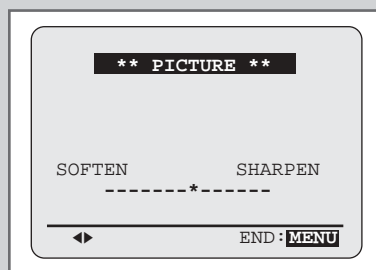 ** PICTURE **
SOFTEN SHARPEN
-------*------
◀▶ END:MENU